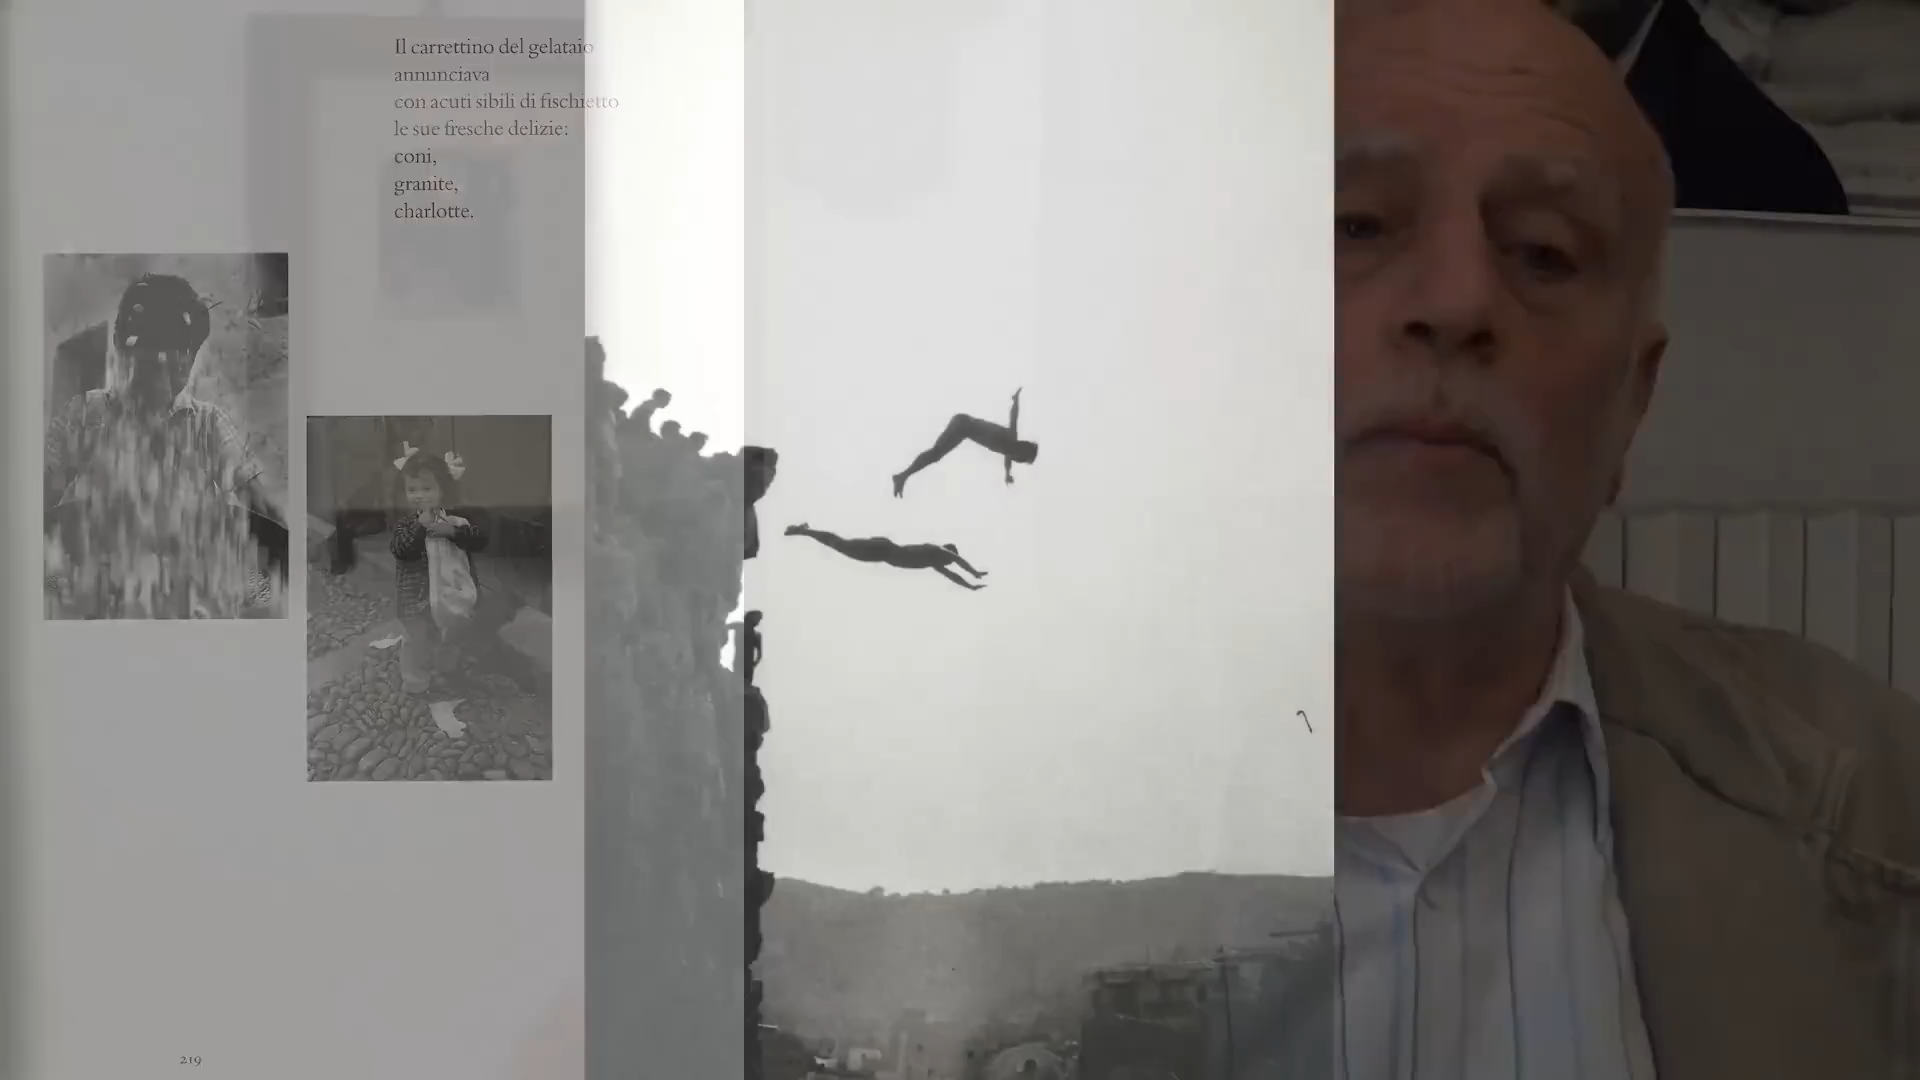 Il carrettino del gelataio
annunciava
con acuti sibili di fischietto
le sue fresche delizie:
coni,
granite,
charlotte.
219